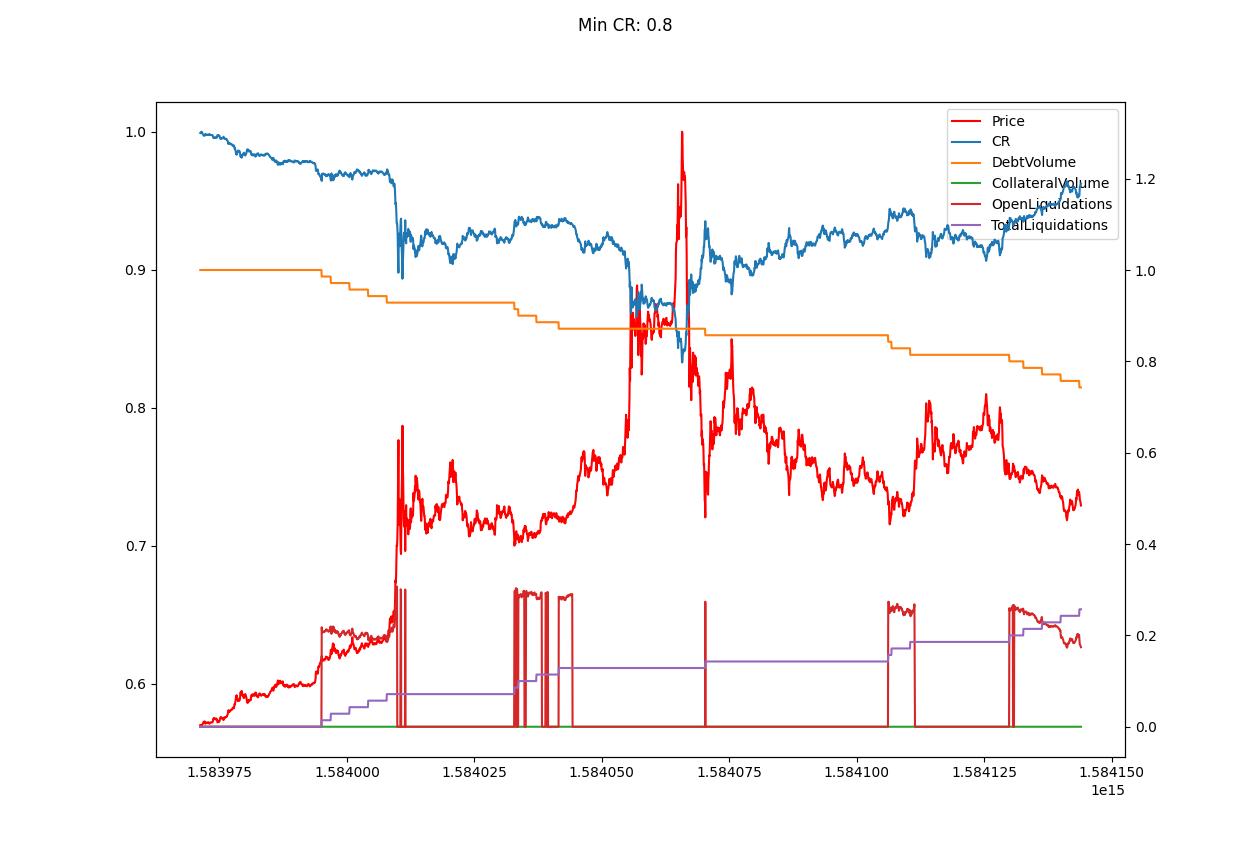 Min CR: 0.8
1.0
0.9
0.8
0.7
0.6
1.2
1.0
0.8
0.6
0.4
0.2
0.0
Price
CR
DebtVolume
CollateralVolume
OpenLiquidations
TotalLiquidations
1.583975
1.584000
1.584025
1.584050
1.584075
1.584100
1.584125
1.584150
1e15